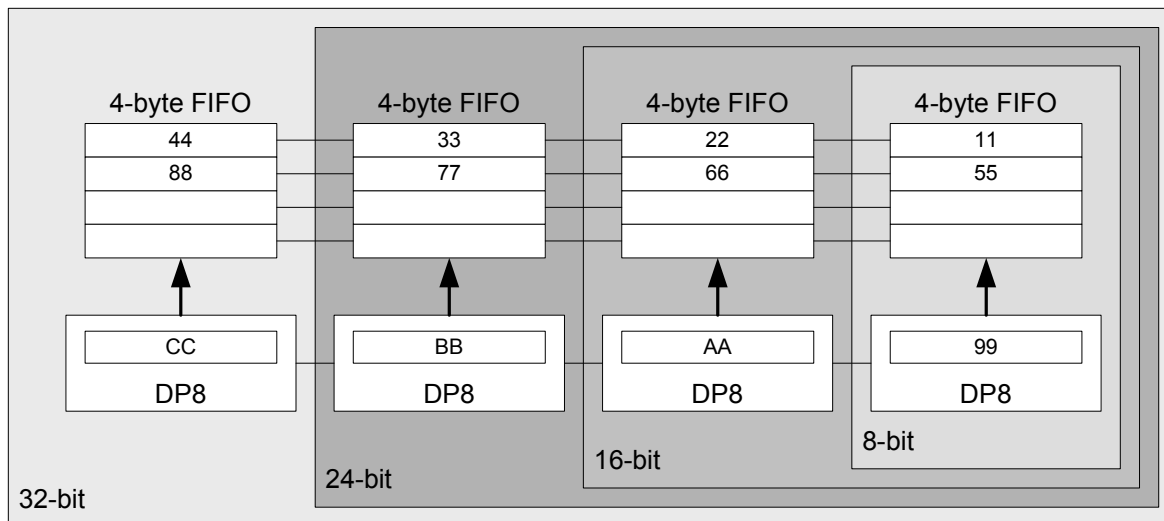 4-byte FIFO 4-byte FIFO 4-byte FIFO 4-byte FIFO
44 33 22 11
88 77 66 55
CC BB AA 99
DP8 DP8 DP8 DP8
8-bit
16-bit
24-bit
32-bit